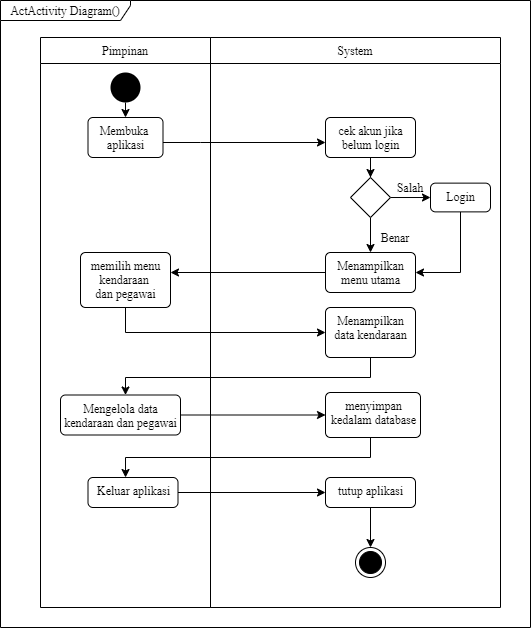 ActActivity Diagram()
Pimpinan
System
Membuka
aplikasi
cek akun jika
belum login
Salah
Login
Benar
memilih menu
kendaraan
dan pegawai
Menampilkan
menu utama
Menampilkan
data kendaraan
Mengelola data
kendaraan dan pegawai
menyimpan
kedalam database
Keluar aplikasi
tutup aplikasi